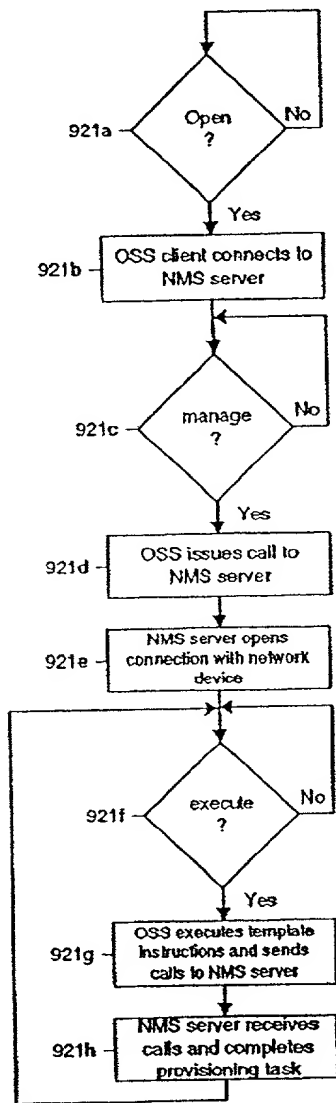 Open
?
No
921a
Yes
OSS client connects to
NMS server
921b
manage
?
No
921c
Yes
OSS issues call to
NMS server
921d
NMS server opens
connection with network
device
921e
execute
?
No
921f
Yes
OSS executes template
instructions and sends
calls to NMS server
921g
NMS server receives
calls and completes
provisioning task
921h